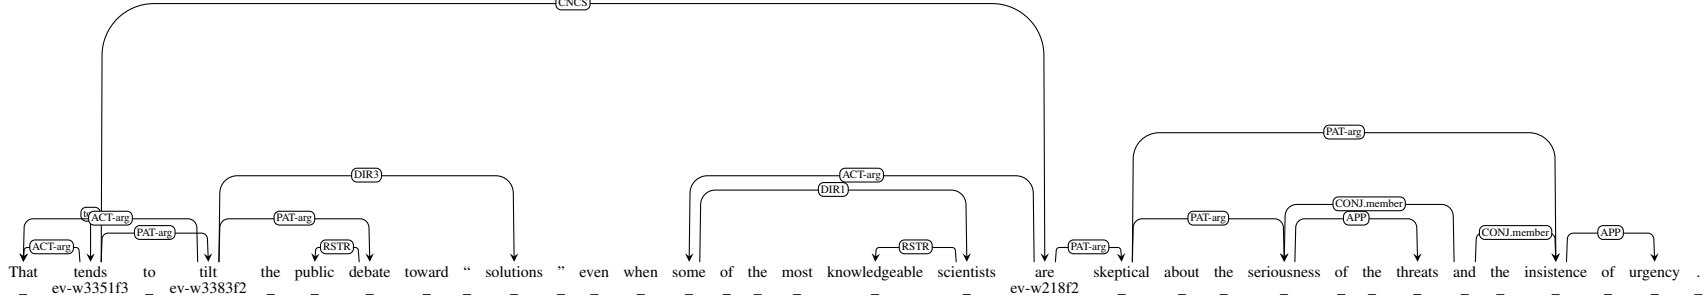 CNCS
PAT-arg
DIR3 ACT-arg
DIR1
CONJ.member
ACT-arg PAT-arg PAT-arg APP
PAT-arg CONJ.member APP
ACT-arg RSTR RSTR PAT-arg
That tends to tilt the public debate toward “ solutions ” even when some of the most knowledgeable scientists are skeptical about the seriousness of the threats and the insistence of urgency .
ev-w3351f3 ev-w3383f2 ev-w218f2
_ _ _ _ _ _ _ _ _ _ _ _ _ _ _ _ _ _ _ _ _ _ _ _ _ _ _ _ _